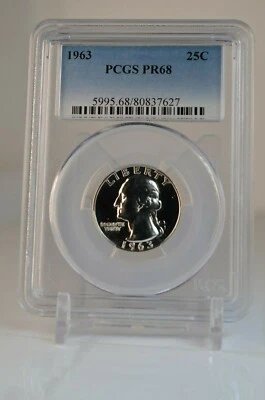 1963 25C
PCGS PR68
5995.68/80837627
LIBERTY
IN GOD WE
TRUST
1963